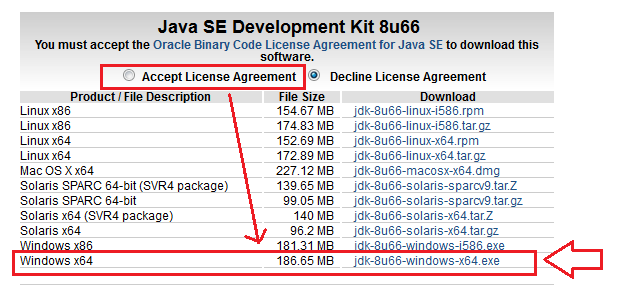 Java SE Development Kit 8u66
You must accept the Oracle Binary Code License Agreement for Java SE to download this
software.
Accept License Agreement Decline License Agreement
Product / File Description File Size Download
Linux x86 154.67 MB jdk-8u66-linux-i586.rpm
Linux x86 174.83 MB jdk-8u66-linux-i586.tar.gz
Linux x64 152.69 MB jdk-8u66-linux-x64.rpm
Linux x64 172.89 MB jdk-8u66-linux-x64.tar.gz
Mac OS X x64 227.12 MB jdk-8u66-macosx-x64.dmg
Solaris SPARC 64-bit (SVR4 package) 139.65 MB jdk-8u66-solaris-sparcv9.tar.Z
Solaris SPARC 64-bit 99.05 MB jdk-8u66-solaris-sparcv9.tar.gz
Solaris x64 (SVR4 package) 140 MB jdk-8u66-solaris-x64.tar.Z
Solaris x64 96.2 MB jdk-8u66-solaris-x64.tar.gz
Windows x86 181.31 MB jdk-8u66-windows-i586.exe
Windows x64 186.65 MB jdk-8u66-windows-x64.exe